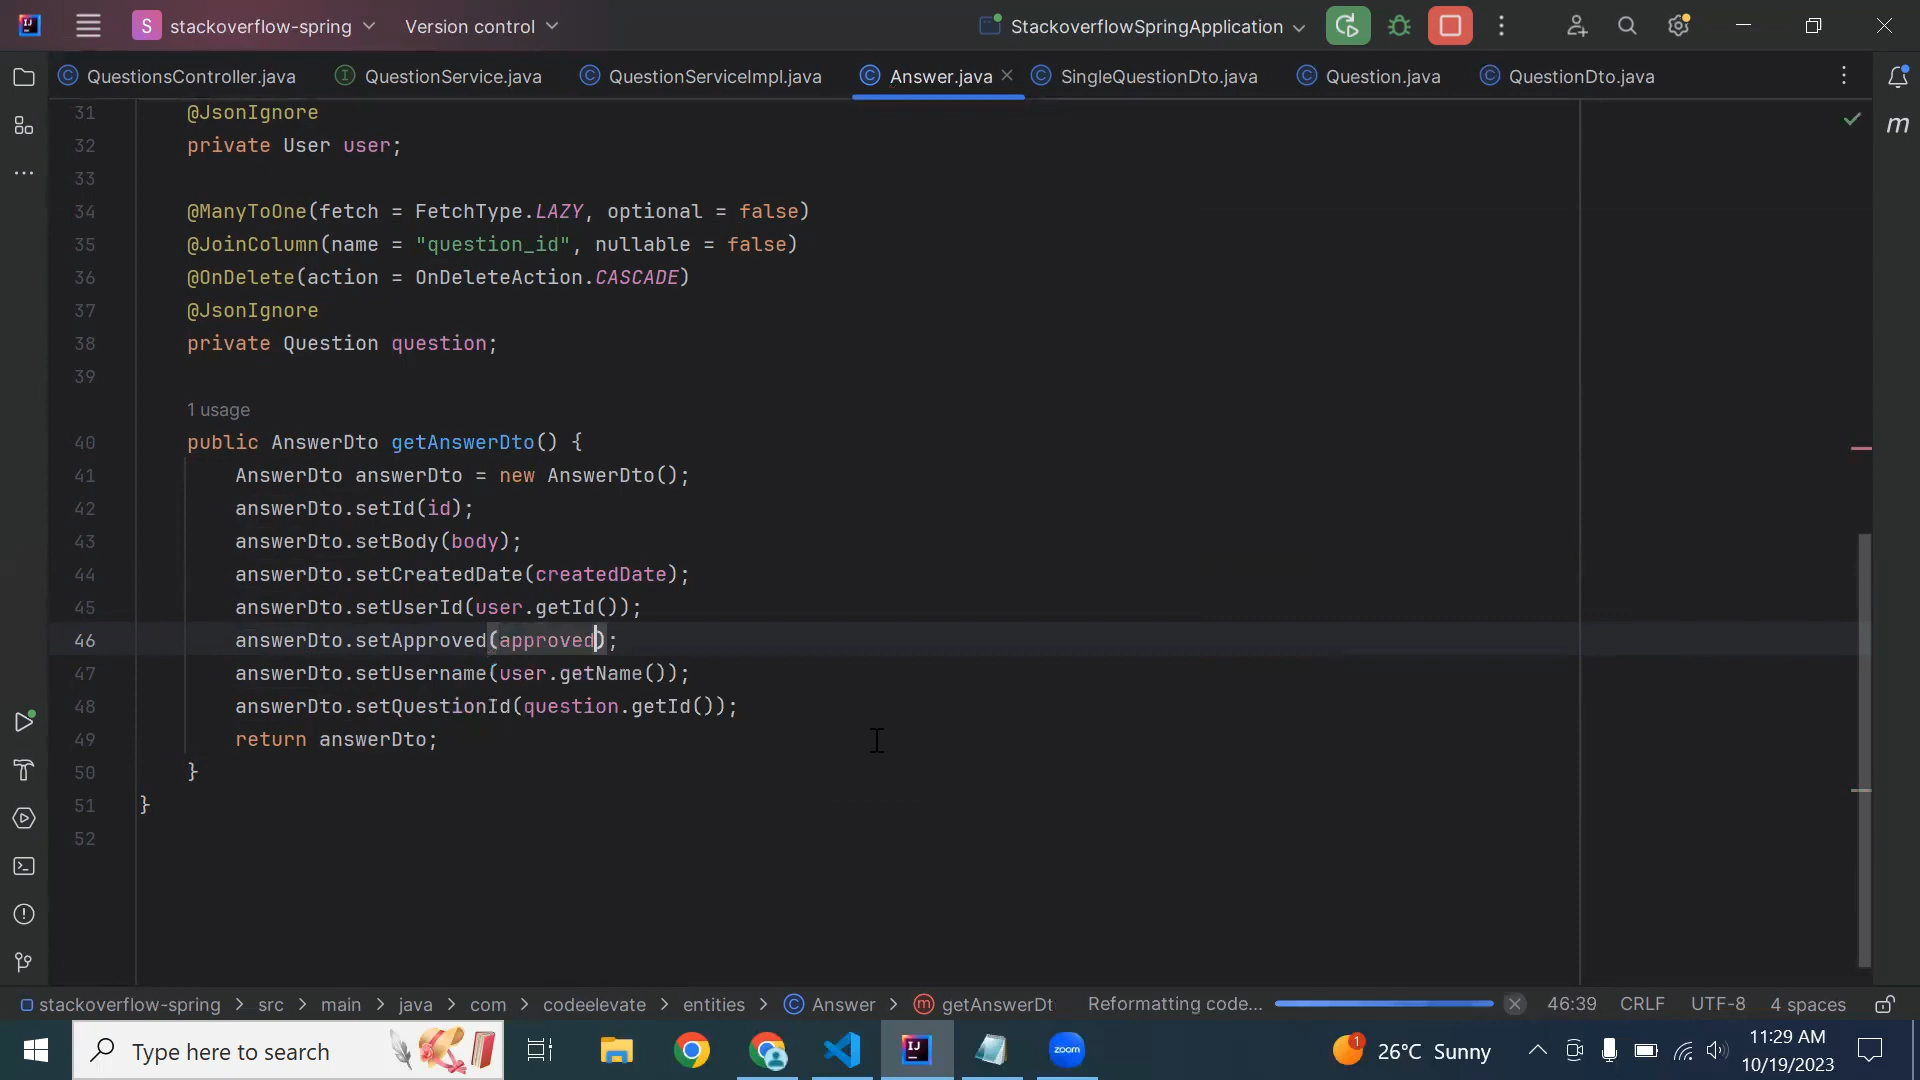 S stackoverflow-spring Version control StackoverflowSpringApplication
QuestionsController.java QuestionService.java QuestionServiceImpl.java Answer.java SingleQuestionDto.java Question.java QuestionDto.java
31 @JsonIgnore
32 private User user;
33
34 @ManyToOne(fetch = FetchType.LAZY, optional = false)
35 @JoinColumn(name = "question_id", nullable = false)
36 @OnDelete(action = OnDeleteAction.CASCADE)
37 @JsonIgnore
38 private Question question;
39
1 usage
40 public AnswerDto getAnswerDto() {
41 AnswerDto answerDto = new AnswerDto();
42 answerDto.setId(id);
43 answerDto.setBody(body);
44 answerDto.setCreatedDate(createdDate);
45 answerDto.setUserId(user.getId());
46 answerDto.setApproved(approved);
47 answerDto.setUsername(user.getName());
48 answerDto.setQuestionId(question.getId());
49 return answerDto;
50 }
51 }
52
stackoverflow-spring > src > main > java > com > codeelevate > entities > Answer > getAnswerDt Reformatting code... 46:39 CRLF UTF-8 4 spaces
Type here to search zoom 1 26°C Sunny 11:29 AM
10/19/2023